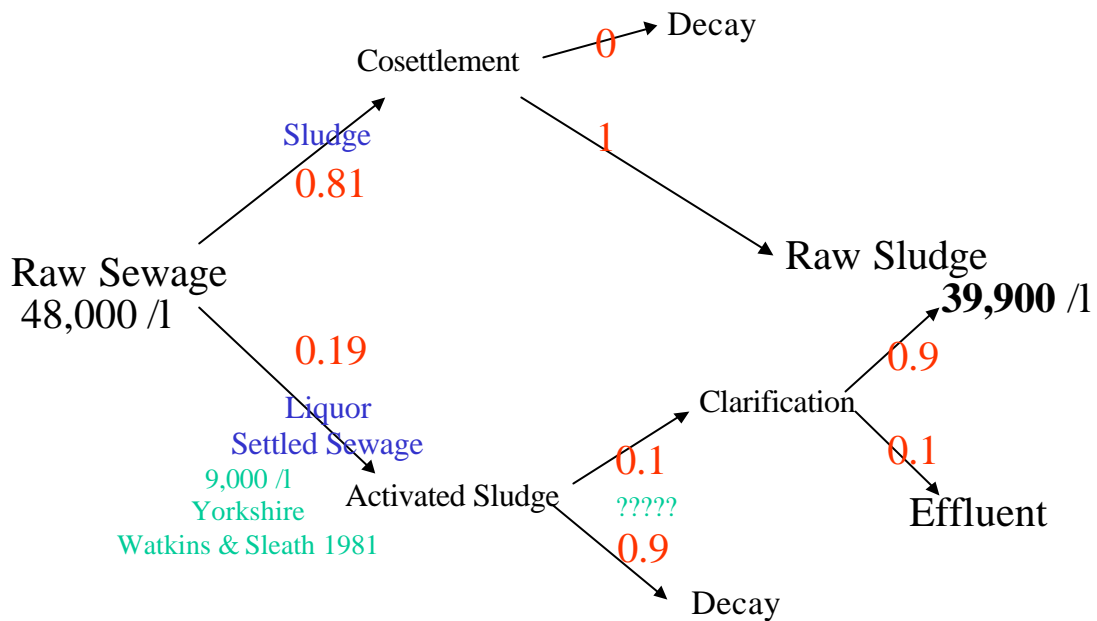 Decay
0
Cosettlement
1
Sludge
0.81
Raw Sludge
39,900 /l
Raw Sewage
48,000 /l
0.19
0.9
Clarification
Liquor
Settled Sewage
9,000 /l
Yorkshire
Watkins & Sleath 1981
Activated Sludge
0.1
?????
0.9
0.1
Effluent
Decay